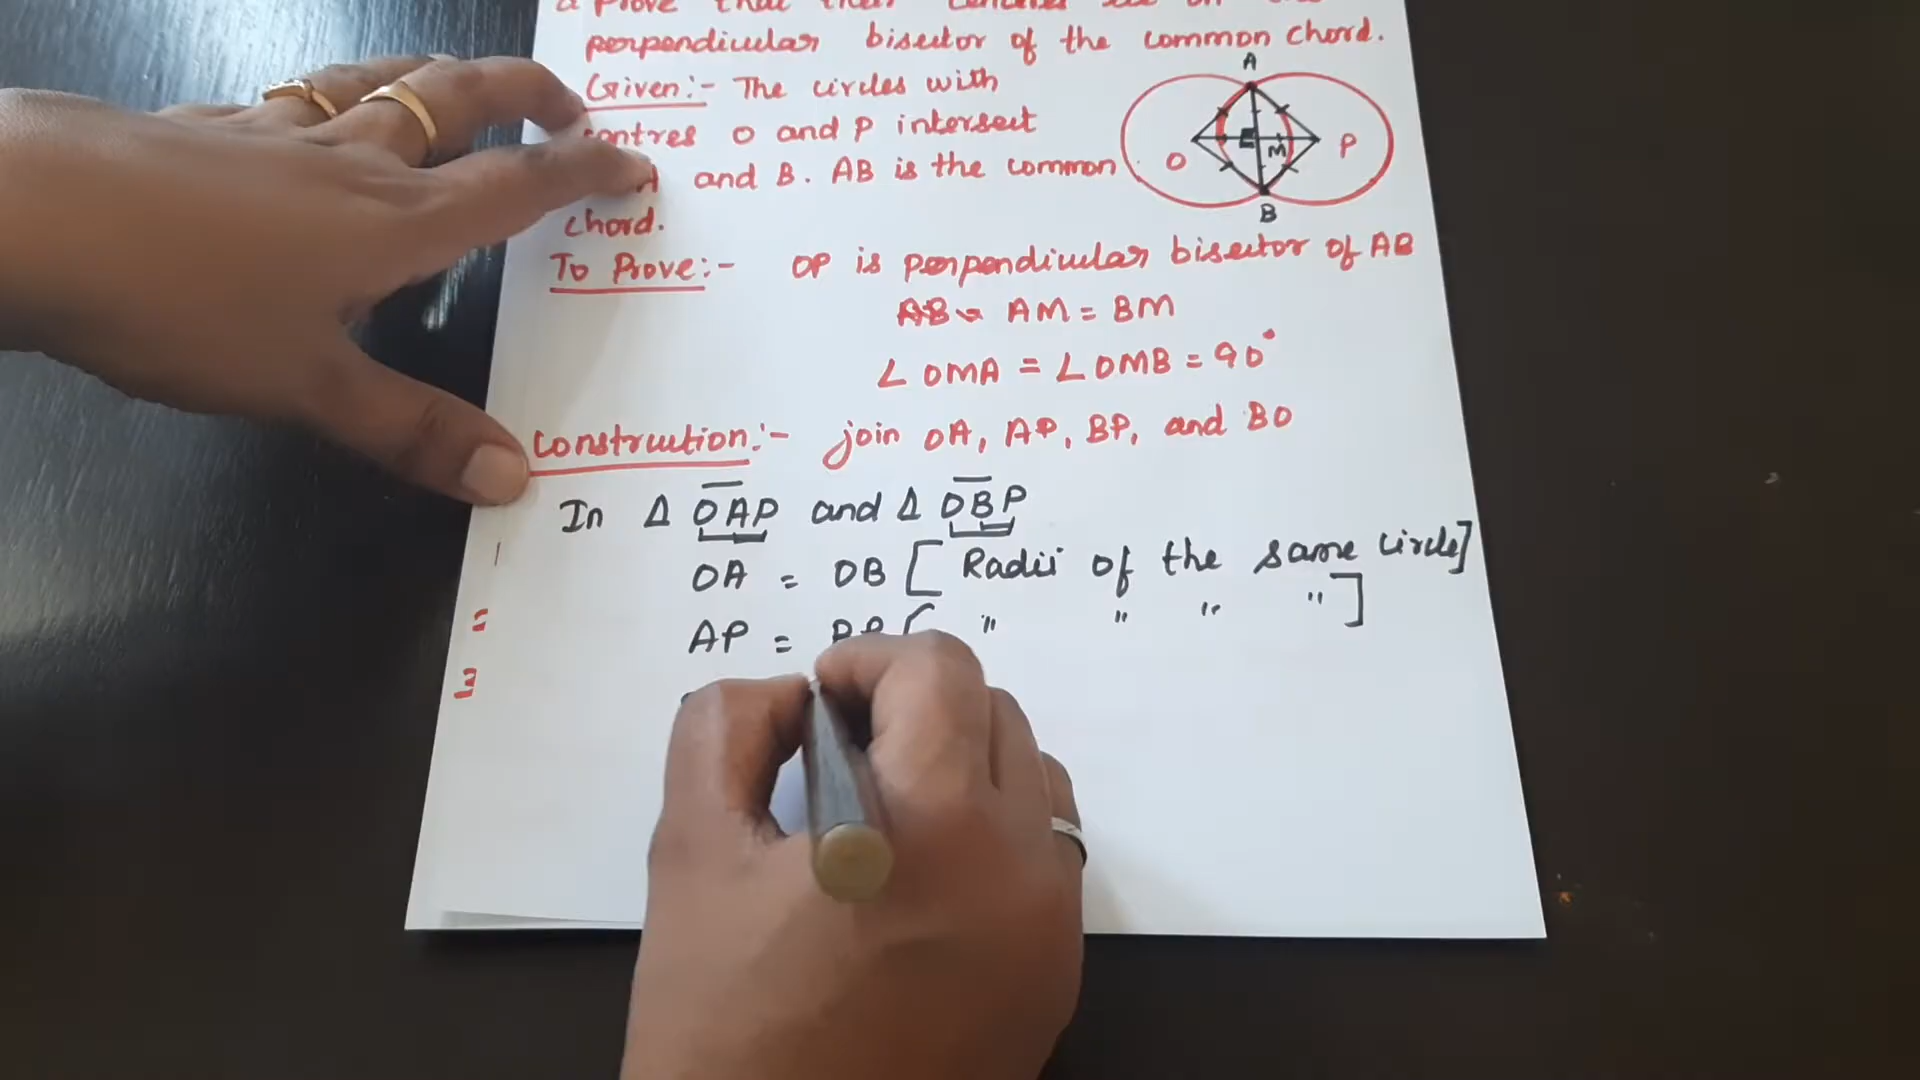 perpendicular bisector of the common chord.
Given:- The circles with
centres O and P intersect
A and B. AB is the common
chord.
A
O E M P
B
To Prove:- OP is perpendicular bisector of AB
AB AM = BM
∠ OMA = ∠ OMB = 90°
Construction:- join OA, AP, BP, and BO
In Δ OAP and Δ OBP
1 OA = OB [ Radii of the same circle]
2 AP = BP [ " " " " ]
3